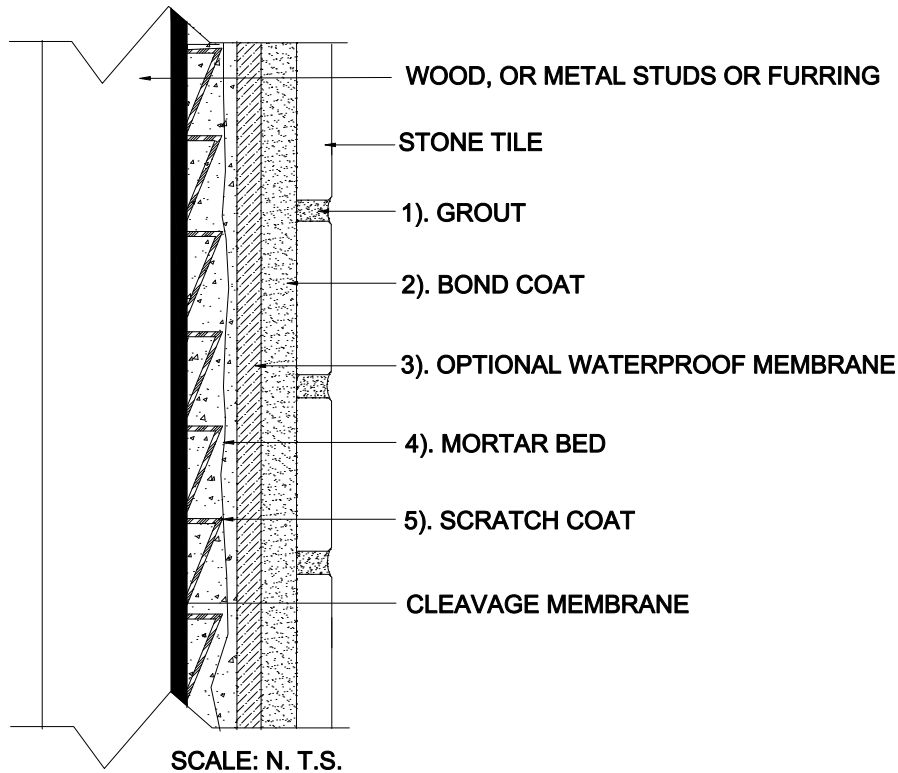 WOOD, OR METAL STUDS OR FURRING
STONE TILE
1). GROUT
2). BOND COAT
3). OPTIONAL WATERPROOF MEMBRANE
4). MORTAR BED
5). SCRATCH COAT
CLEAVAGE MEMBRANE
SCALE: N. T.S.